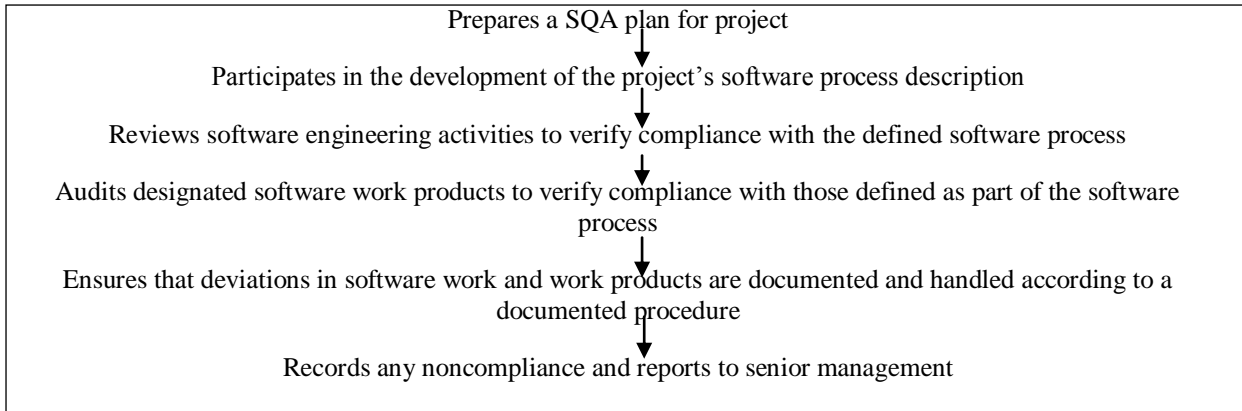 Prepares a SQA plan for project
Participates in the development of the project’s software process description
Reviews software engineering activities to verify compliance with the defined software process
Audits designated software work products to verify compliance with those defined as part of the software
process
Ensures that deviations in software work and work products are documented and handled according to a
documented procedure
Records any noncompliance and reports to senior management